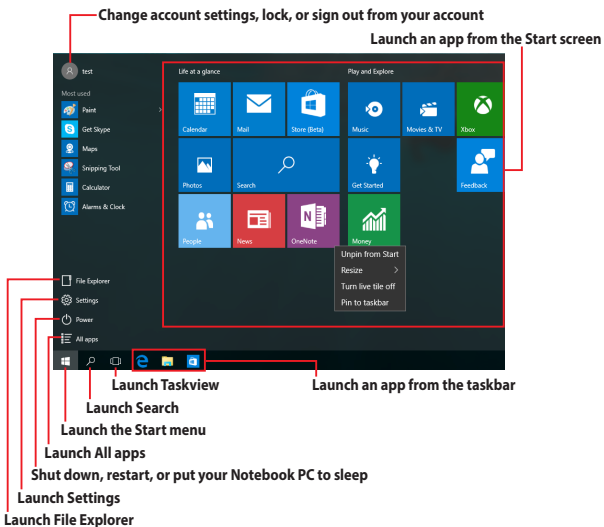 Change account settings, lock, or sign out from your account
Launch an app from the Start screen
test
Most used
Paint
Get Skype
Maps
Snipping Tool
Calculator
Alarms & Clock
File Explorer
Settings
Power
All apps
Life at a glance
Calendar
Mail
Store (Beta)
Photos
Search
People
News
OneNote
Play and Explore
Music
Movies & TV
Xbox
Get Started
Feedback
Money
Unpin from Start
Resize
Turn live tile off
Pin to taskbar
Launch Taskview
Launch an app from the taskbar
Launch Search
Launch the Start menu
Launch All apps
Shut down, restart, or put your Notebook PC to sleep
Launch Settings
Launch File Explorer